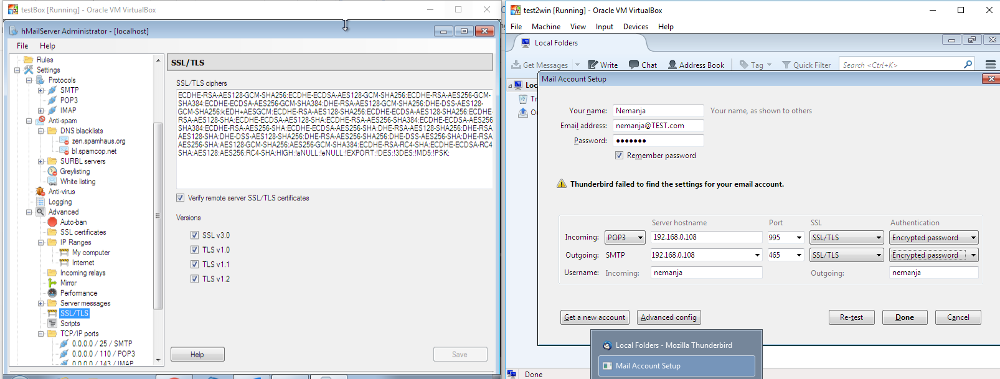 testBox [Running] - Oracle VM VirtualBox
hMailServer Administrator - [localhost]
File Help
Rules
Settings
Protocols
SMTP
POP3
IMAP
Anti-spam
DNS blacklists
zen.spamhaus.org
bl.spamcop.net
SURBL servers
Greylisting
White listing
Anti-virus
Logging
Advanced
Auto-ban
SSL certificates
IP Ranges
My computer
Internet
Incoming relays
Mirror
Performance
Server messages
SSL/TLS
Scripts
TCP/IP ports
0.0.0.0 / 25 / SMTP
0.0.0.0 / 110 / POP3
0.0.0.0 / 143 / IMAP
SSL/TLS
SSL/TLS ciphers
ECDHE-RSA-AES128-GCM-SHA256:ECDHE-ECDSA-AES128-GCM-SHA256:ECDHE-RSA-AES256-GCM-
SHA384:ECDHE-ECDSA-AES256-GCM-SHA384:DHE-RSA-AES128-GCM-SHA256:DHE-DSS-AES128-
GCM-SHA256:kEDH+AESGCM:ECDHE-RSA-AES128-SHA256:ECDHE-ECDSA-AES128-SHA256:ECDHE-
RSA-AES128-SHA:ECDHE-ECDSA-AES128-SHA:ECDHE-RSA-AES256-SHA384:ECDHE-ECDSA-AES256
SHA384:ECDHE-RSA-AES256-SHA:ECDHE-ECDSA-AES256-SHA:DHE-RSA-AES128-SHA256:DHE-RSA
AES128-SHA:DHE-DSS-AES128-SHA256:DHE-RSA-AES256-SHA256:DHE-DSS-AES256-SHA:DHE-RSA
AES256-SHA:AES128-GCM-SHA256:AES256-GCM-SHA384:ECDHE-RSA-RC4-SHA:ECDHE-ECDSA-RC4
SHA:AES128:AES256:RC4-SHA:HIGH:!aNULL:!eNULL:!EXPORT:!DES:!3DES:!MD5:!PSK;
Verify remote server SSL/TLS certificates
Versions
SSL v3.0
TLS v1.0
TLS v1.1
TLS v1.2
Help Save
test2win [Running] - Oracle VM VirtualBox
File Machine View Input Devices Help
Local Folders
Get Messages Write Chat Address Book Tag Quick Filter Search <Ctrl+K>
Loc
Tr
Ou
Mail Account Setup
Your name: Nemanja Your name, as shown to others
Email address: nemanja@TEST.com
Password: •••••••
Remember password
Thunderbird failed to find the settings for your email account.
Server hostname Port SSL Authentication
Incoming: POP3 192.168.0.108 995 SSL/TLS Encrypted password
Outgoing: SMTP 192.168.0.108 465 SSL/TLS Encrypted password
Username: Incoming: nemanja Outgoing: nemanja
Get a new account Advanced config Re-test Done Cancel
Local Folders - Mozilla Thunderbird
Mail Account Setup
Done